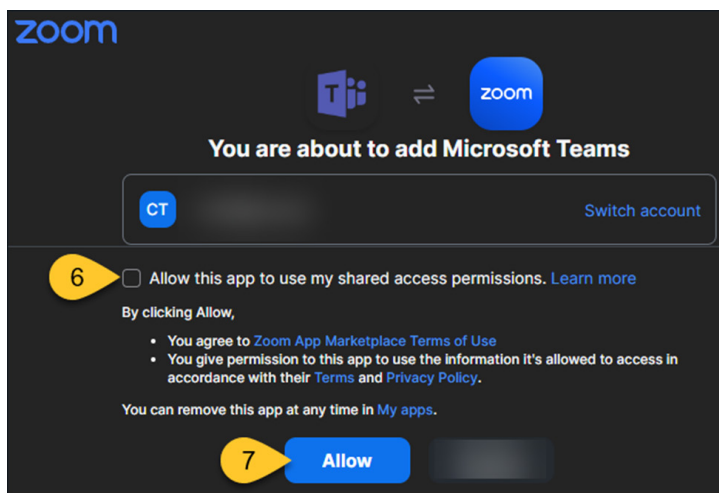 zoom
T zoom
You are about to add Microsoft Teams
CT Switch account
6 Allow this app to use my shared access permissions. Learn more
By clicking Allow,
• You agree to Zoom App Marketplace Terms of Use
• You give permission to this app to use the information it's allowed to access in
accordance with their Terms and Privacy Policy.
You can remove this app at any time in My apps.
7 Allow